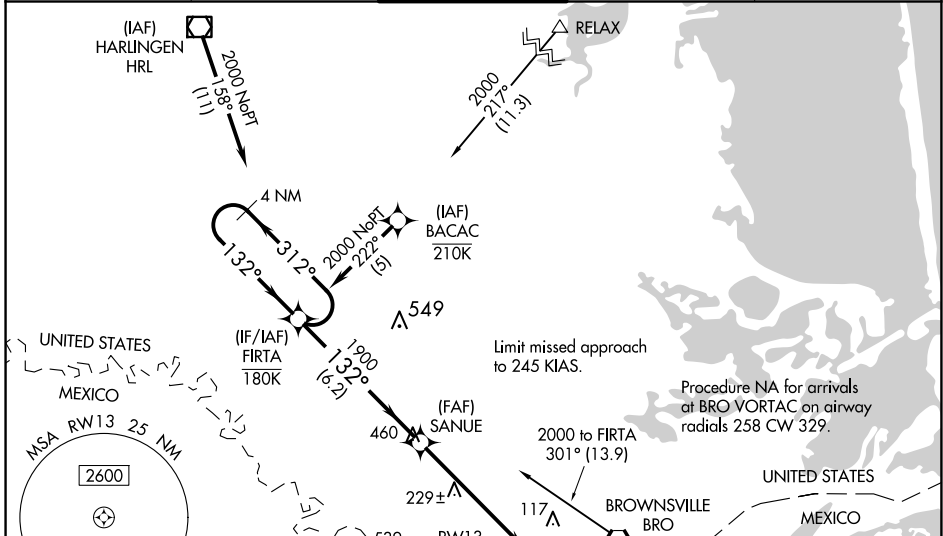 (IAF)
HARLINGEN
HRL
2000 NoPT
158°
(11)
RELAX
2000
217°
(11.3)
4 NM
(IAF)
BACAC
210K
2000 NoPT
222°
(5)
312°
132°
549
(IF/IAF)
FIRTA
180K
1900
132°
(6.2)
Limit missed approach
to 245 KIAS.
UNITED STATES
MEXICO
Procedure NA for arrivals
at BRO VORTAC on airway
radials 258 CW 329.
(FAF)
SANUE
460
MSA RW13 25 NM
2600
2000 to FIRTA
301° (13.9)
229±
117
BROWNSVILLE
BRO
UNITED STATES
MEXICO
RW13